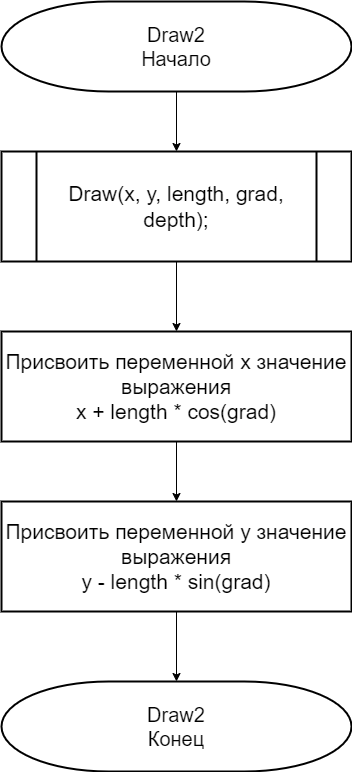 Draw2
Начало
Draw(x, y, length, grad,
depth);
Присвоить переменной x значение
выражения
x + length * cos(grad)
Присвоить переменной y значение
выражения
y - length * sin(grad)
Draw2
Конец